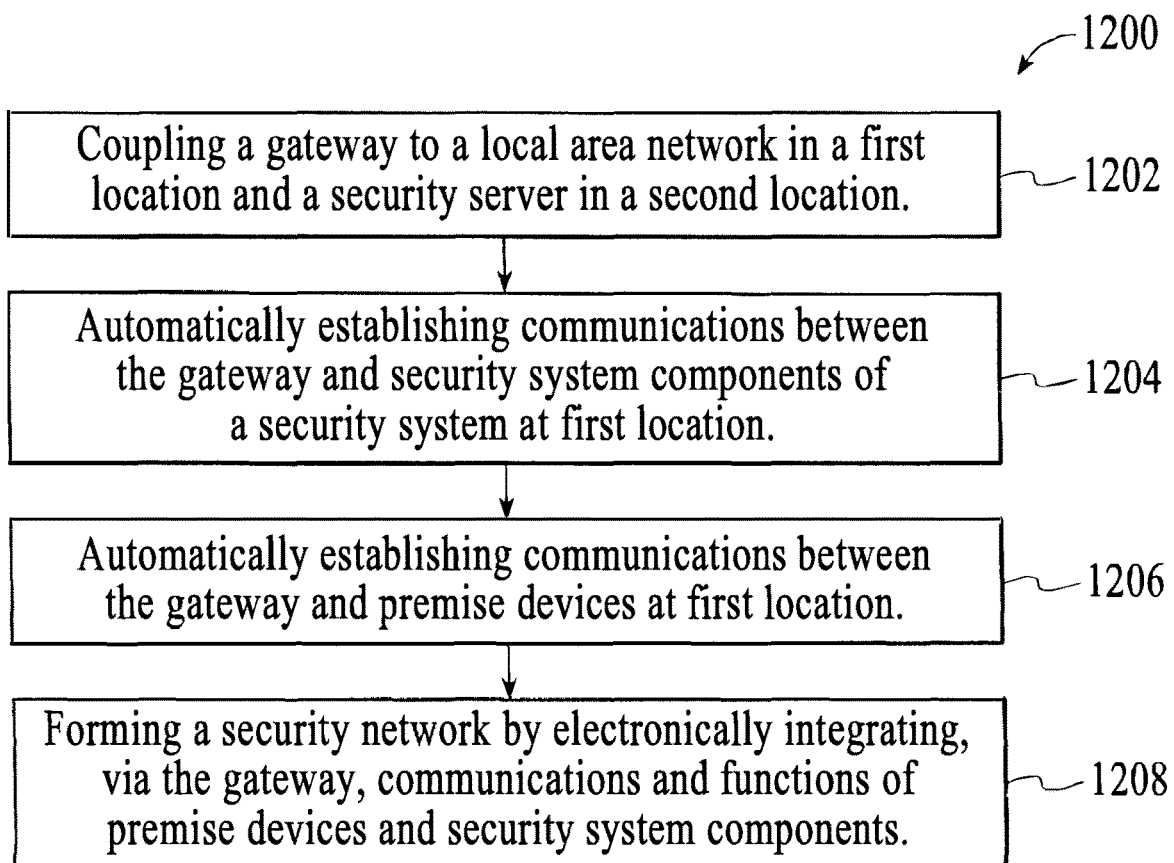 1200
Coupling a gateway to a local area network in a first
location and a security server in a second location.
1202
Automatically establishing communications between
the gateway and security system components of
a security system at first location.
1204
Automatically establishing communications between
the gateway and premise devices at first location.
1206
Forming a security network by electronically integrating,
via the gateway, communications and functions of
premise devices and security system components.
1208